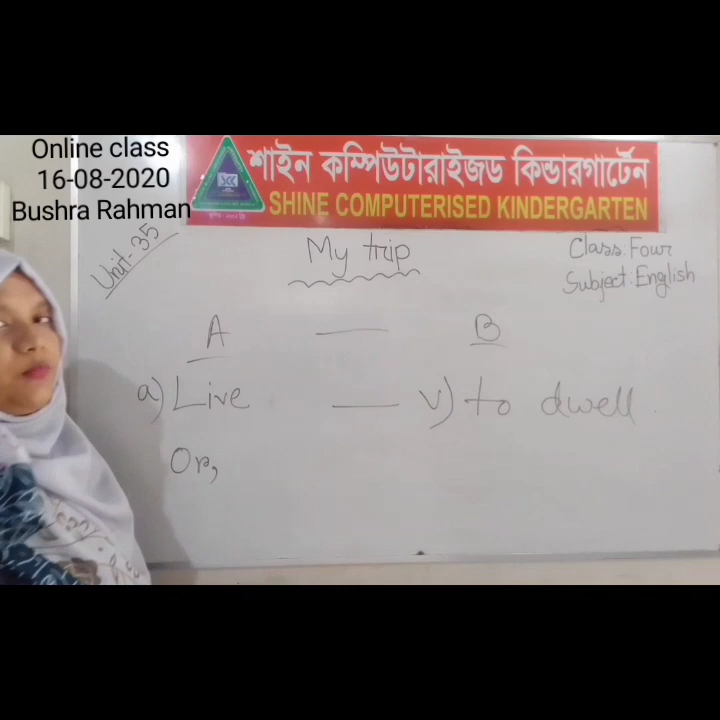 Online class
16-08-2020
Bushra Rahman
শাইন কম্পিউটারাইজড কিন্ডারগার্টেন
SHINE COMPUTERISED KINDERGARTEN
Unit-35
My trip
Class: Four
Subject: English
A — B
a) Live — v) to dwell
Or,